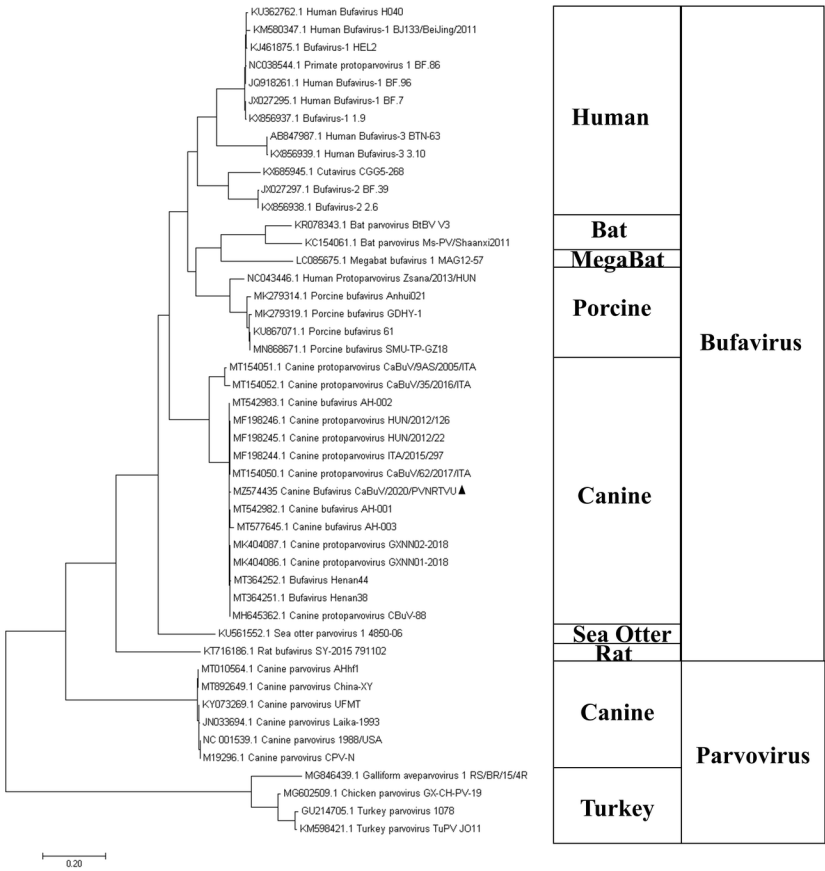 KU362762.1 Human Bufavirus H040
KM580347.1 Human Bufavirus-1 BJ133/BeiJing/2011
KJ461875.1 Bufavirus-1 HEL2
NC038544.1 Primate protoparvovirus 1 BF.86
JQ918261.1 Human Bufavirus-1 BF.96
JX027295.1 Human Bufavirus-1 BF.7
KX856937.1 Bufavirus-1 1.9
AB847987.1 Human Bufavirus-3 BTN-63
KX856939.1 Human Bufavirus-3 3.10
KX685945.1 Cutavirus CGG5-268
JX027297.1 Bufavirus-2 BF.39
KX856938.1 Bufavirus-2 2.6
Human
KR078343.1 Bat parvovirus BtBV V3
KC154061.1 Bat parvovirus Ms-PV/Shaanxi2011
Bat
LC085675.1 Megabat bufavirus 1 MAG12-57
MegaBat
NC043446.1 Human Protoparvovirus Zsana/2013/HUN
MK279314.1 Porcine bufavirus Anhui021
MK279319.1 Porcine bufavirus GDHY-1
KU867071.1 Porcine bufavirus 61
MN868671.1 Porcine bufavirus SMU-TP-GZ18
Porcine
MT154051.1 Canine protoparvovirus CaBuV/9AS/2005/ITA
MT154052.1 Canine protoparvovirus CaBuV/35/2016/ITA
MT542983.1 Canine bufavirus AH-002
MF198246.1 Canine protoparvovirus HUN/2012/126
MF198245.1 Canine protoparvovirus HUN/2012/22
MF198244.1 Canine protoparvovirus ITA/2015/297
MT154050.1 Canine protoparvovirus CaBuV/62/2017/ITA
MZ574435 Canine Bufavirus CaBuV/2020/PVNRTVU
MT542982.1 Canine bufavirus AH-001
MT577645.1 Canine bufavirus AH-003
MK404087.1 Canine protoparvovirus GXNN02-2018
MK404086.1 Canine protoparvovirus GXNN01-2018
MT364252.1 Bufavirus Henan44
MT364251.1 Bufavirus Henan38
MH645362.1 Canine protoparvovirus CBuV-88
Canine
KU561552.1 Sea otter parvovirus 1 4850-06
Sea Otter
KT716186.1 Rat bufavirus SY-2015 791102
Rat
Bufavirus
MT010564.1 Canine parvovirus AHhf1
MT892649.1 Canine parvovirus China-XY
KY073269.1 Canine parvovirus UFMT
JN033694.1 Canine parvovirus Laika-1993
NC 001539.1 Canine parvovirus 1988/USA
M19296.1 Canine parvovirus CPV-N
Canine
MG846439.1 Galliform aveparvovirus 1 RS/BR/15/4R
MG602509.1 Chicken parvovirus GX-CH-PV-19
GU214705.1 Turkey parvovirus 1078
KM598421.1 Turkey parvovirus TuPV JO11
Turkey
Parvovirus
0.20